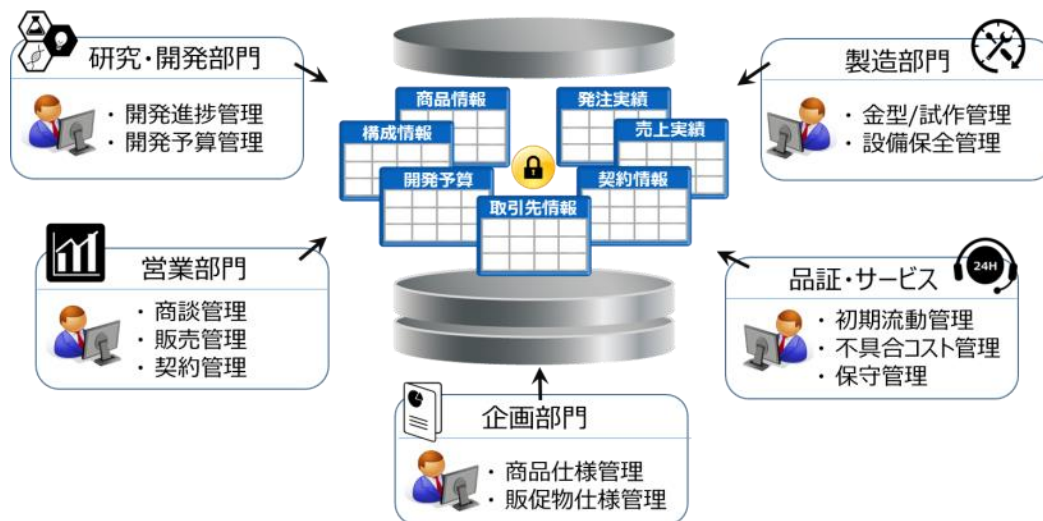 研究・開発部門
・ 開発進捗管理
・ 開発予算管理
商品情報
発注実績
構成情報
売上実績
開発予算
契約情報
取引先情報
製造部門
・ 金型/試作管理
・ 設備保全管理
営業部門
・ 商談管理
・ 販売管理
・ 契約管理
24H
品証・サービス
・ 初期流動管理
・ 不具合コスト管理
・ 保守管理
企画部門
・ 商品仕様管理
・ 販促物仕様管理